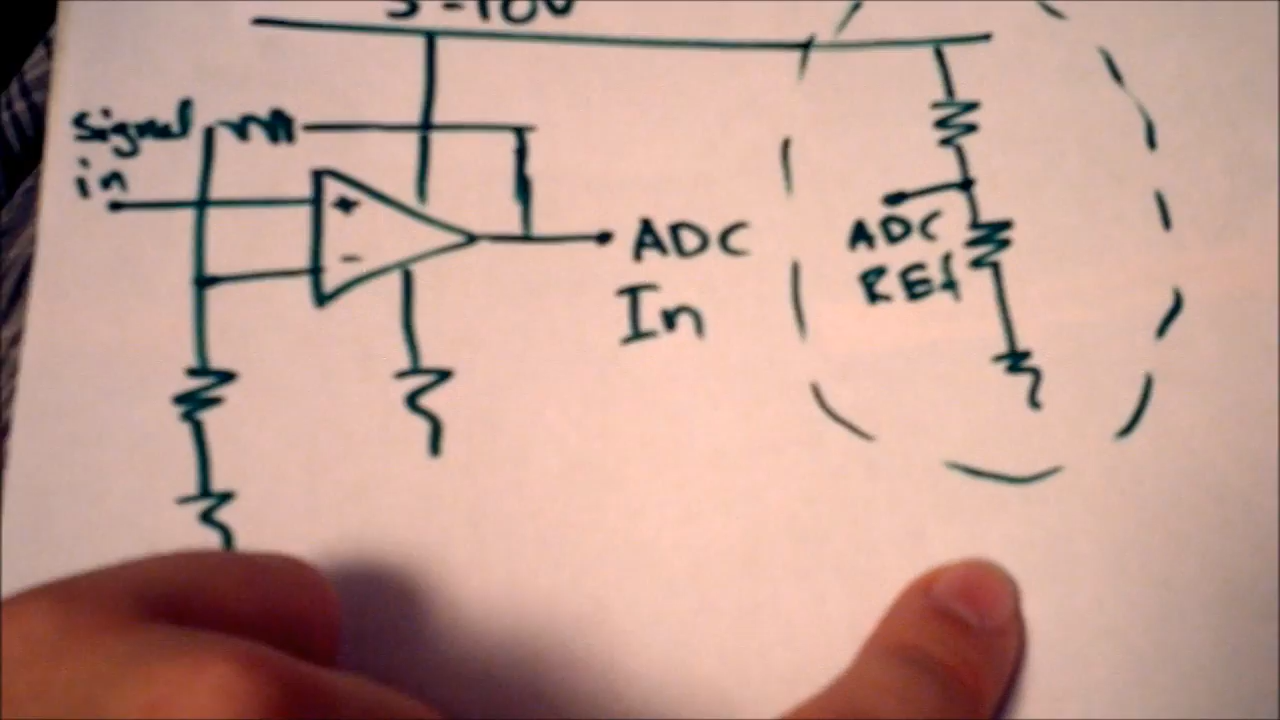 Signal
in
+
-
ADC
In
ADC
REf